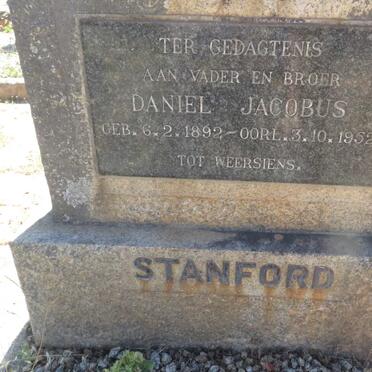 TER GEDAGTENIS
AAN VADER EN BROER
DANIEL JACOBUS
GEB. 6.2.1892 - OORL. 3.10.1952
TOT WEERSIENS.
STANFORD